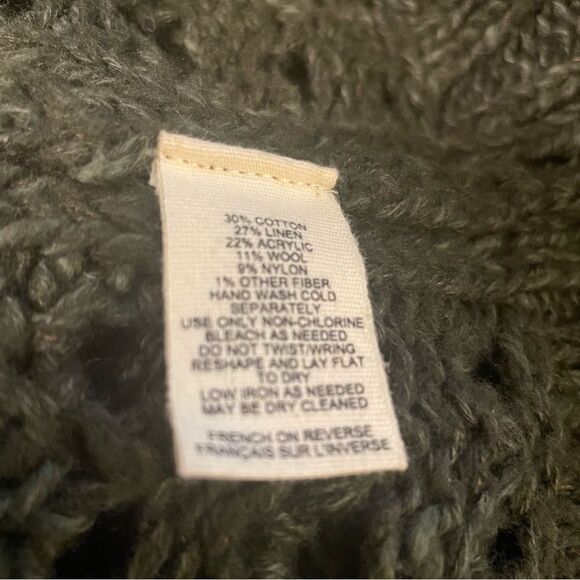 30% COTTON
27% LINEN
22% ACRYLIC
11% WOOL
9% NYLON
1% OTHER FIBER
HAND WASH COLD
SEPARATELY
USE ONLY NON-CHLORINE
BLEACH AS NEEDED
DO NOT TWIST/WRING
RESHAPE AND LAY FLAT
TO DRY
LOW IRON AS NEEDED
MAY BE DRY CLEANED
FRENCH ON REVERSE
FRANÇAIS SUR L'INVERSE